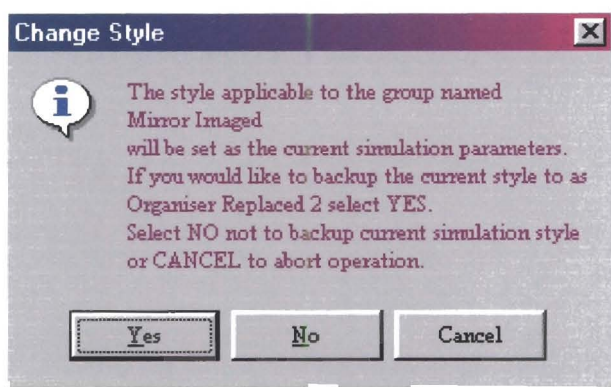 Change Style
The style applicable to the group named
Mirror Imaged
will be set as the current simulation parameters.
If you would like to backup the current style to as
Organiser Replaced 2 select YES.
Select NO not to backup current simulation style
or CANCEL to abort operation.
Yes No Cancel